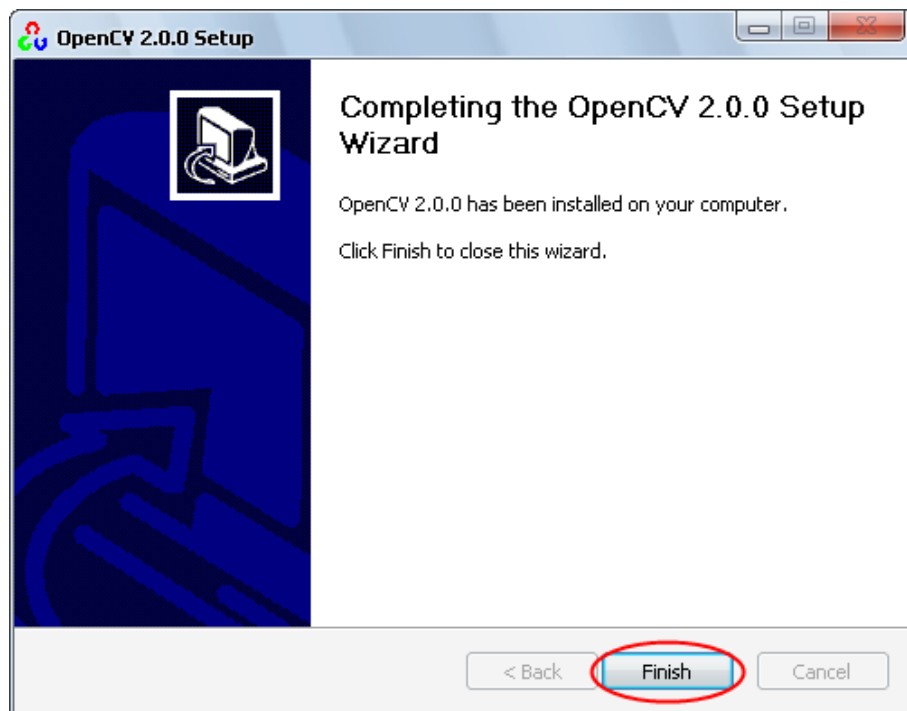 OpenCV 2.0.0 Setup
Completing the OpenCV 2.0.0 Setup
Wizard
OpenCV 2.0.0 has been installed on your computer.
Click Finish to close this wizard.
< Back
Finish
Cancel